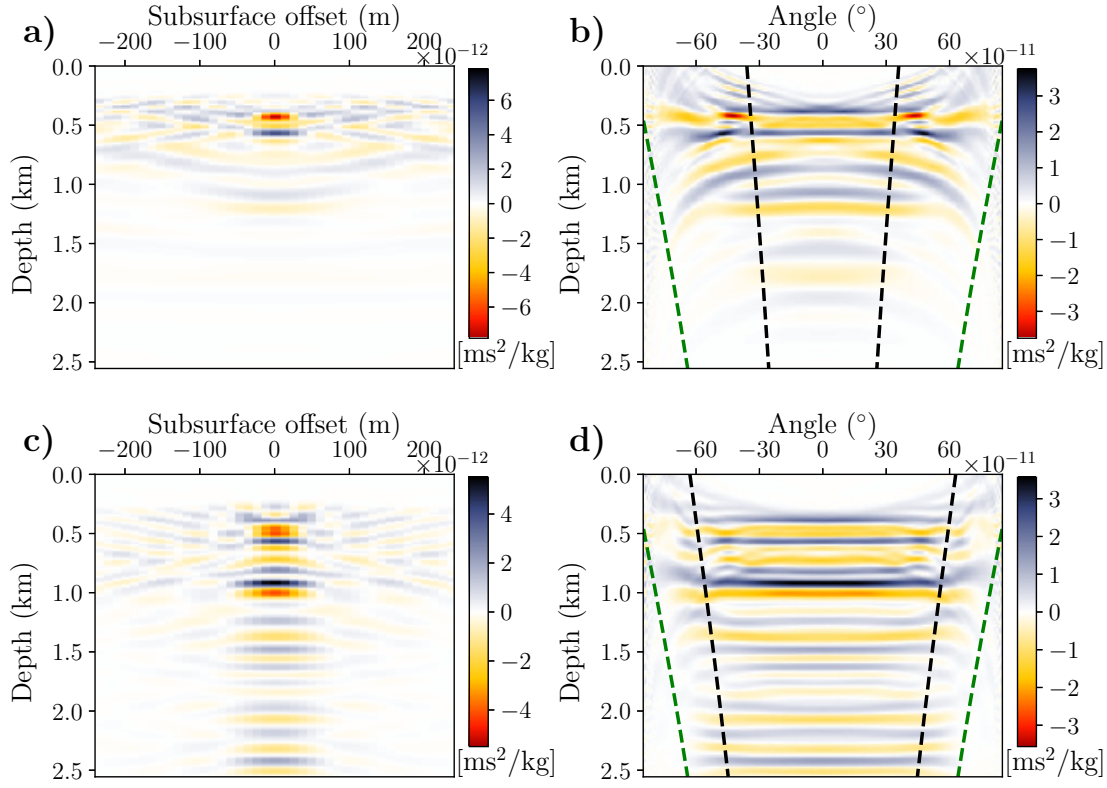 a)
Subsurface offset (m)
−200 −100 0 100 200
×10−12
Depth (km)
0.0
0.5
1.0
1.5
2.0
2.5
6
4
2
0
−2
−4
−6
[ms2/kg]
b)
Angle (°)
−60 −30 0 30 60
×10−11
Depth (km)
0.0
0.5
1.0
1.5
2.0
2.5
3
2
1
0
−1
−2
−3
[ms2/kg]
c)
Subsurface offset (m)
−200 −100 0 100 200
×10−12
Depth (km)
0.0
0.5
1.0
1.5
2.0
2.5
4
2
0
−2
−4
[ms2/kg]
d)
Angle (°)
−60 −30 0 30 60
×10−11
Depth (km)
0.0
0.5
1.0
1.5
2.0
2.5
3
2
1
0
−1
−2
−3
[ms2/kg]